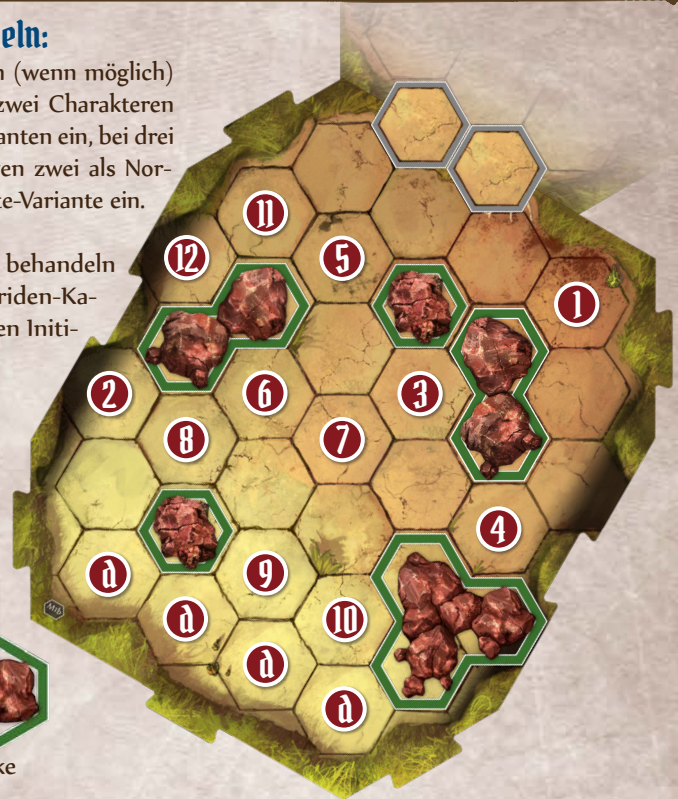 eln:
n (wenn möglich)
zwei Charakteren
anten ein, bei drei
en zwei als Nor-
te-Variante ein.
behandeln
riden-Ka-
en Initi-
11
12
5
1
2
6
3
8
7
4
a
9
a
10
a
a
M1b
ke